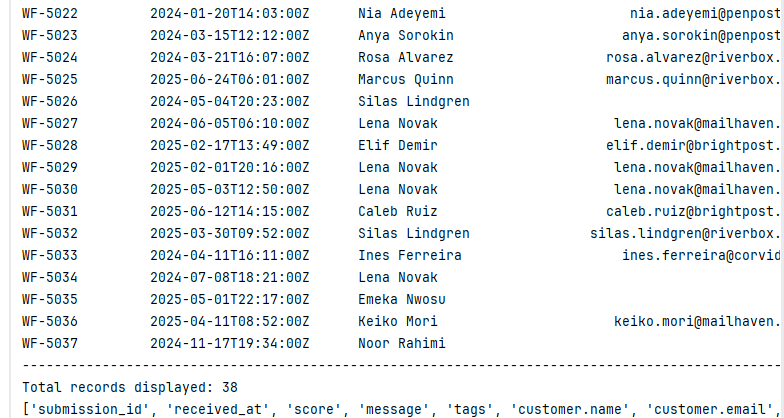 WF-5022 2024-01-20T14:03:00Z Nia Adeyemi nia.adeyemi@penpost
WF-5023 2024-03-15T12:12:00Z Anya Sorokin anya.sorokin@penpost
WF-5024 2024-03-21T16:07:00Z Rosa Alvarez rosa.alvarez@riverbox.
WF-5025 2025-06-24T06:01:00Z Marcus Quinn marcus.quinn@riverbox.
WF-5026 2024-05-04T20:23:00Z Silas Lindgren
WF-5027 2024-06-05T06:10:00Z Lena Novak lena.novak@mailhaven.
WF-5028 2025-02-17T13:49:00Z Elif Demir elif.demir@brightpost.
WF-5029 2025-02-01T20:16:00Z Lena Novak lena.novak@mailhaven.
WF-5030 2025-05-03T12:50:00Z Lena Novak lena.novak@mailhaven.
WF-5031 2025-06-12T14:15:00Z Caleb Ruiz caleb.ruiz@brightpost.
WF-5032 2025-03-30T09:52:00Z Silas Lindgren silas.lindgren@riverbox.
WF-5033 2024-04-11T16:11:00Z Ines Ferreira ines.ferreira@corvid
WF-5034 2024-07-08T18:21:00Z Lena Novak
WF-5035 2025-05-01T22:17:00Z Emeka Nwosu
WF-5036 2025-04-11T08:52:00Z Keiko Mori keiko.mori@mailhaven.
WF-5037 2024-11-17T19:34:00Z Noor Rahimi
--------------------------------------------------------------------------------------------------
Total records displayed: 38
['submission_id', 'received_at', 'score', 'message', 'tags', 'customer.name', 'customer.email',